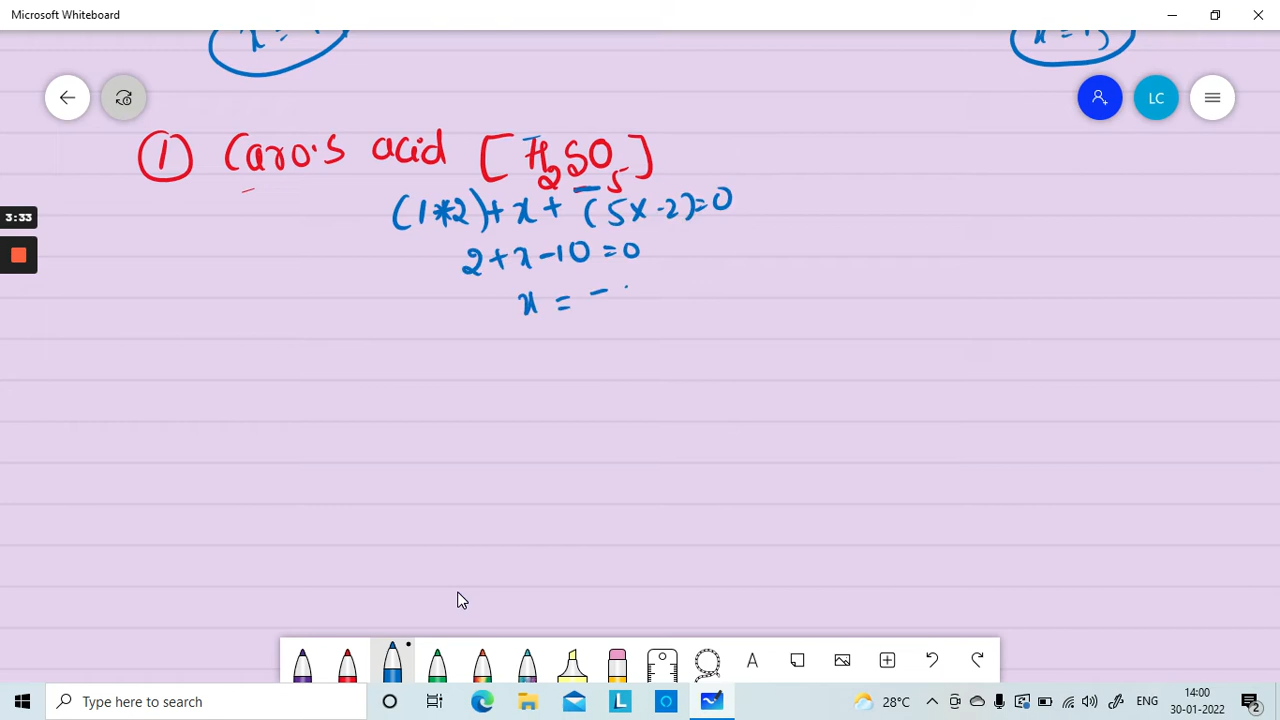 Microsoft Whiteboard
LC
① Caro's acid [H2SO5]
(1*2)+x+(5x-2)=0
3:33
2+x-10=0
x = -
A
Type here to search
28°C
ENG
14:00
30-01-2022
2